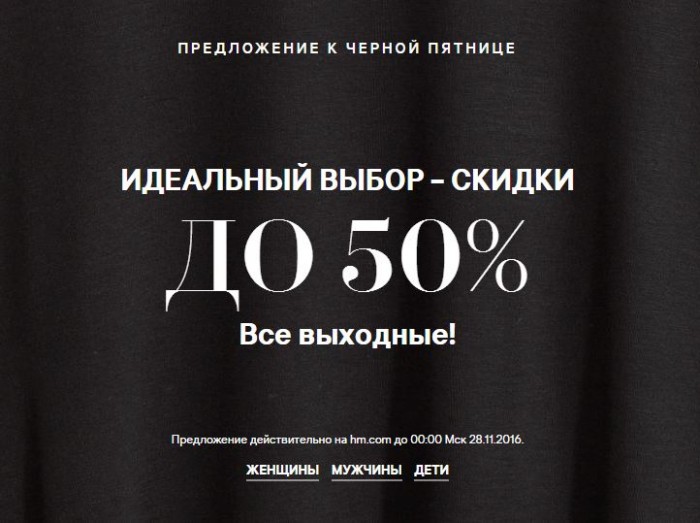 ПРЕДЛОЖЕНИЕ К ЧЕРНОЙ ПЯТНИЦЕ
ИДЕАЛЬНЫЙ ВЫБОР – СКИДКИ
ДО 50%
Все выходные!
Предложение действительно на hm.com до 00:00 Мск 28.11.2016.
ЖЕНЩИНЫ МУЖЧИНЫ ДЕТИ